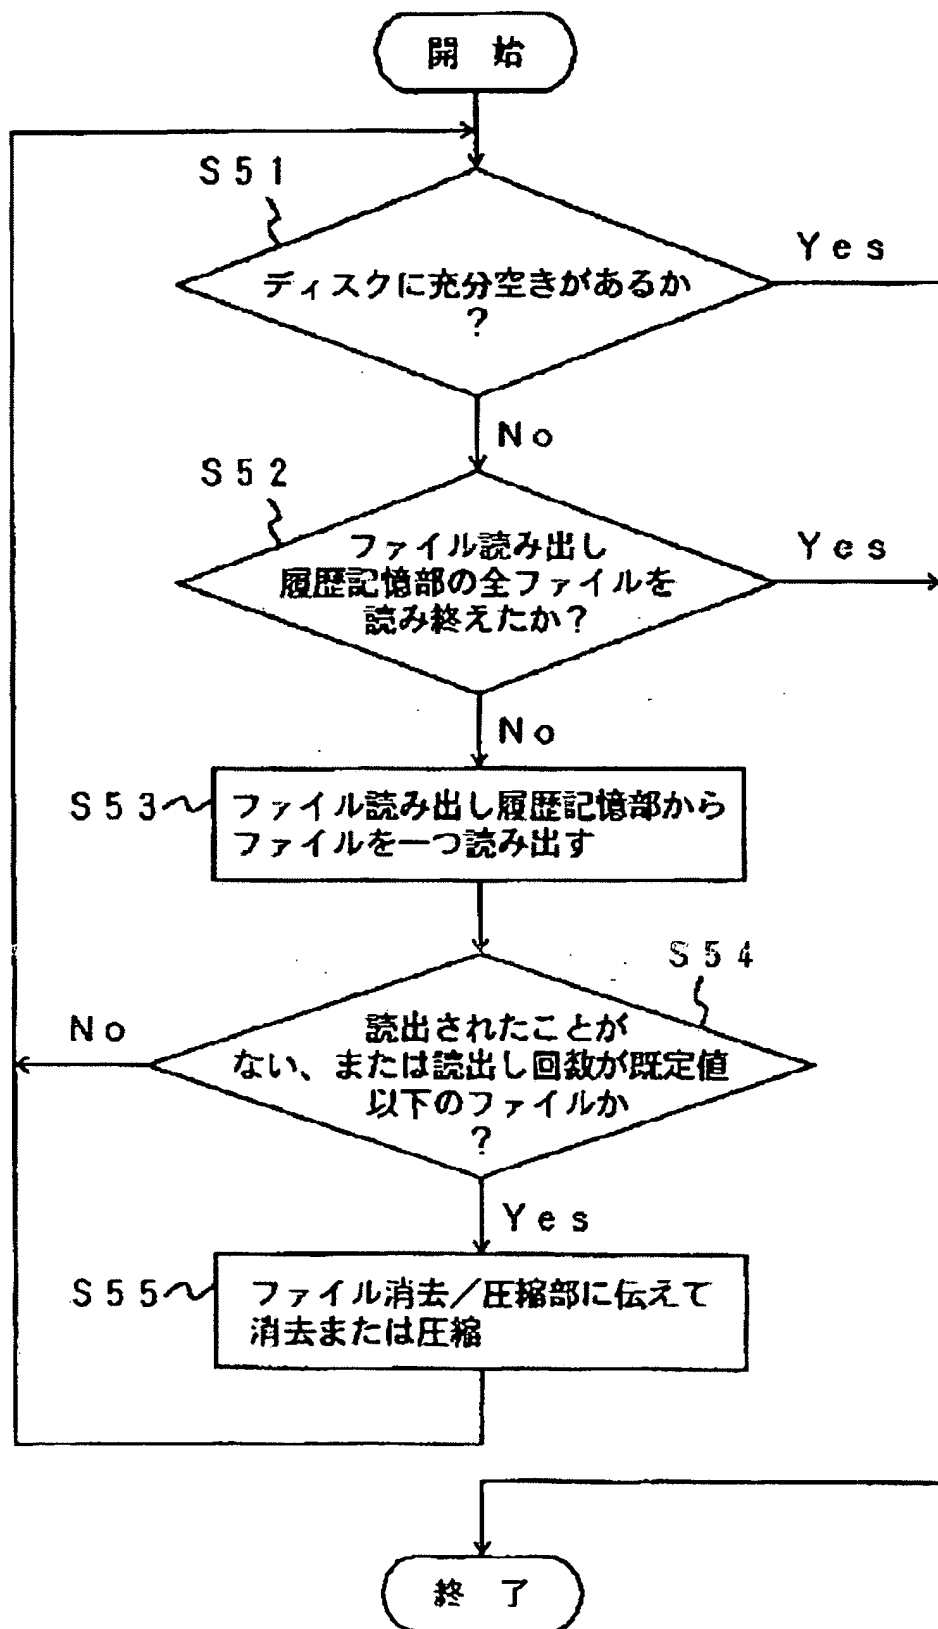 開 始
S51
Yes
ディスクに充分空きがあるか
?
No
S52
Yes
ファイル読み出し
履歴記憶部の全ファイルを
読み終えたか?
No
S53
ファイル読み出し履歴記憶部から
ファイルを一つ読み出す
S54
No
読出されたことが
ない、または読出し回数が既定値
以下のファイルか
?
Yes
S55
ファイル消去/圧縮部に伝えて
消去または圧縮
終 了